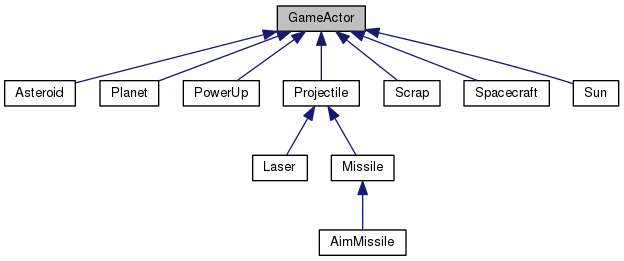 GameActor
Asteroid
Planet
PowerUp
Projectile
Scrap
Spacecraft
Sun
Laser
Missile
AimMissile